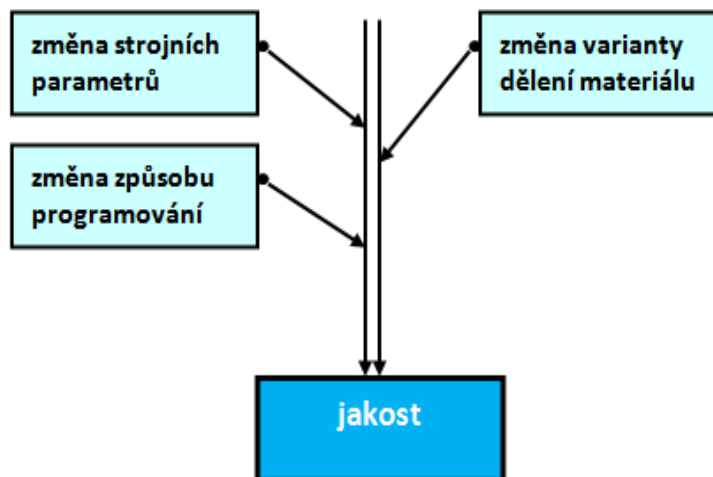 změna strojních
parametrů
změna varianty
dělení materiálu
změna způsobu
programování
jakost